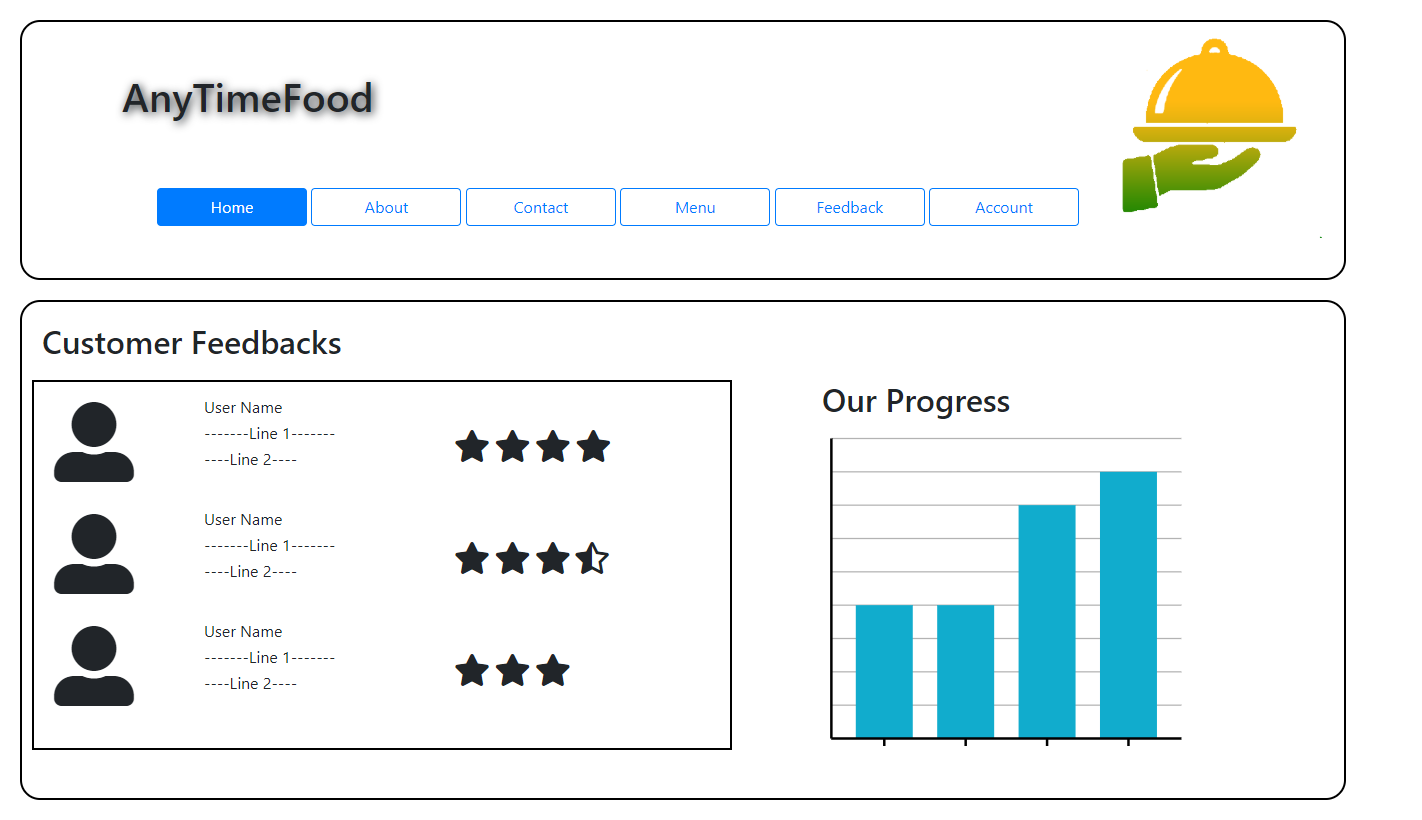 AnyTimeFood
Home About Contact Menu Feedback Account
.
Customer Feedbacks
User Name
-------Line 1-------
----Line 2----
User Name
-------Line 1-------
----Line 2----
User Name
-------Line 1-------
----Line 2----
Our Progress